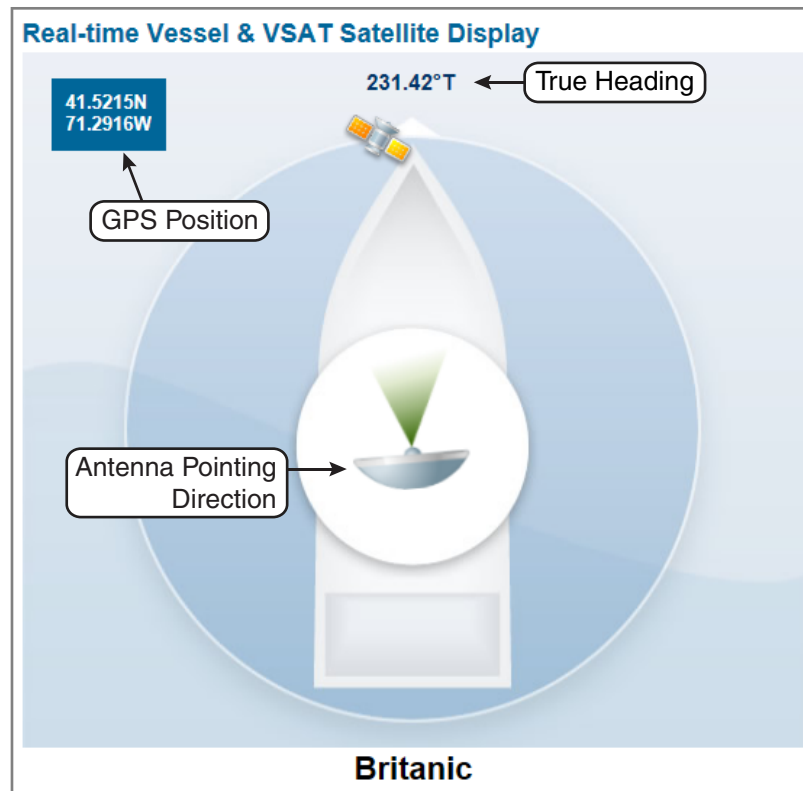 Real-time Vessel & VSAT Satellite Display
231.42°T
True Heading
41.5215N
71.2916W
GPS Position
Antenna Pointing
Direction
Britanic